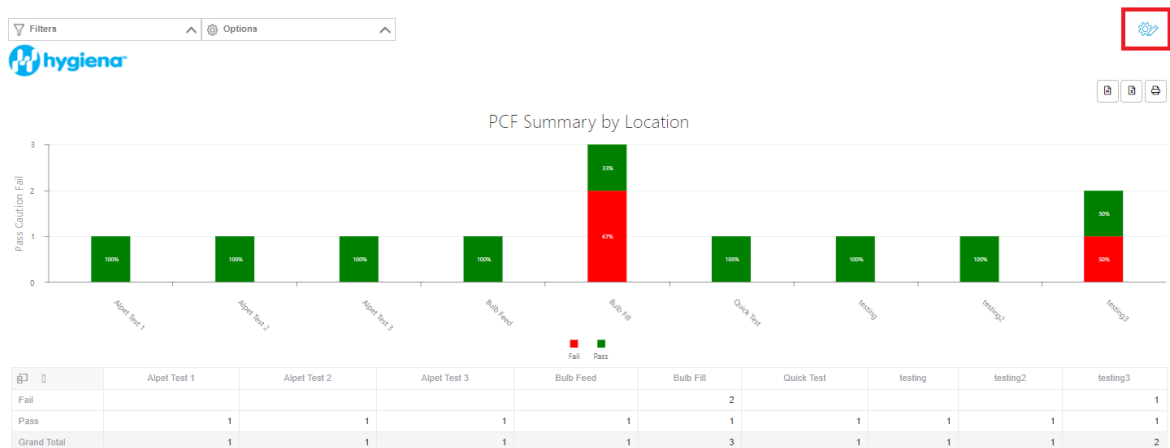 Filters Options
hygiena™
PCF Summary by Location
Pass Caution Fail
3
2
1
0
33%
67%
50%
50%
100% 100% 100% 100% 100% 100% 100%
Alpet Test 1 Alpet Test 2 Alpet Test 3 Bulb Feed Bulb Fill Quick Test testing testing2 testing3
Fail Pass
Alpet Test 1 Alpet Test 2 Alpet Test 3 Bulb Feed Bulb Fill Quick Test testing testing2 testing3
Fail 2 1
Pass 1 1 1 1 1 1 1 1 1
Grand Total 1 1 1 1 3 1 1 1 2